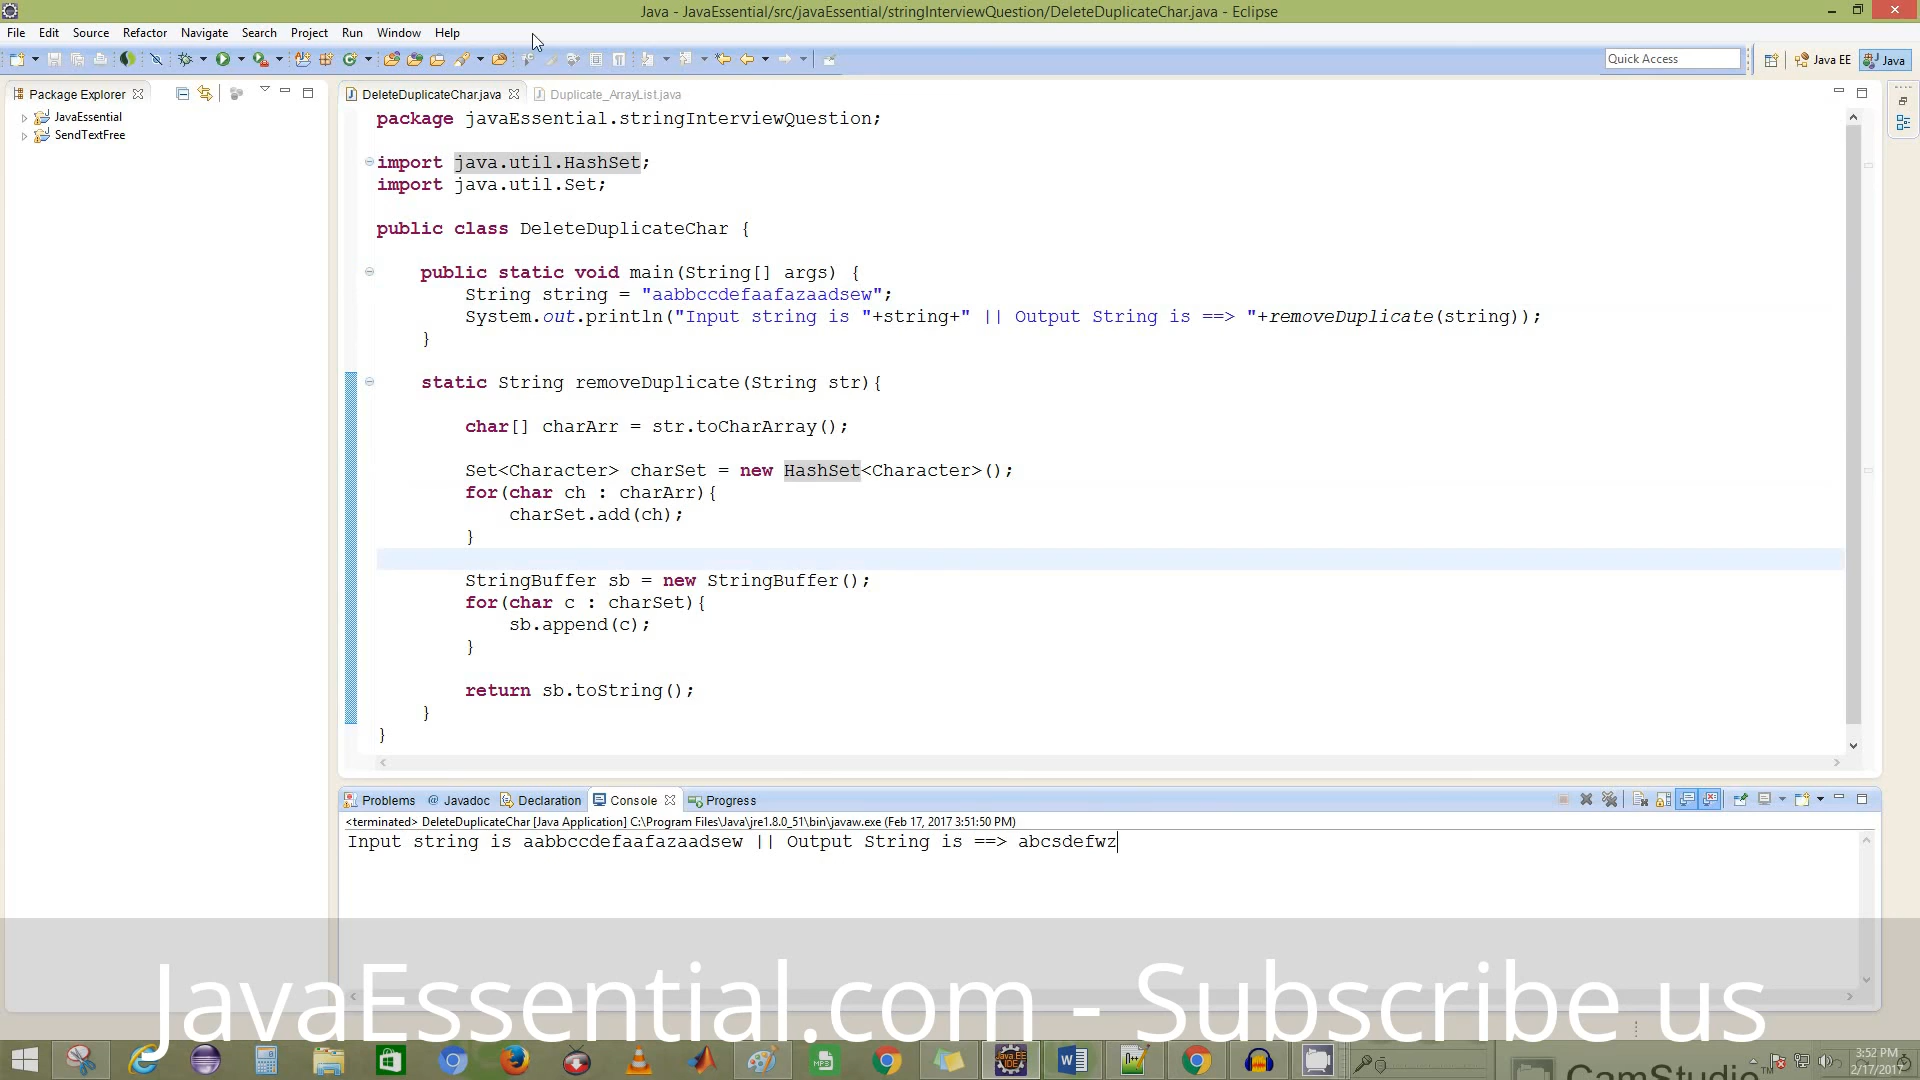 Java - JavaEssential/src/javaEssential/stringInterviewQuestion/DeleteDuplicateChar.java - Eclipse
File Edit Source Refactor Navigate Search Project Run Window Help
Quick Access
Java EE
Java
Package Explorer
JavaEssential
SendTextFree
DeleteDuplicateChar.java
Duplicate_ArrayList.java
package javaEssential.stringInterviewQuestion;
import java.util.HashSet;
import java.util.Set;
public class DeleteDuplicateChar {
public static void main(String[] args) {
String string = "aabbccdefaafazaadsew";
System.out.println("Input string is "+string+" || Output String is ==> "+removeDuplicate(string));
}
static String removeDuplicate(String str){
char[] charArr = str.toCharArray();
Set<Character> charSet = new HashSet<Character>();
for(char ch : charArr){
charSet.add(ch);
}
StringBuffer sb = new StringBuffer();
for(char c : charSet){
sb.append(c);
}
return sb.toString();
}
}
Problems @ Javadoc Declaration Console Progress
<terminated> DeleteDuplicateChar [Java Application] C:\Program Files\Java\jre1.8.0_51\bin\javaw.exe (Feb 17, 2017 3:51:50 PM)
Input string is aabbccdefaafazaadsew || Output String is ==> abcsdefwz
JavaEssential.com - Subscribe us
Java EE
IDE
MP3
CamStudio™
3:52 PM
2/17/2017